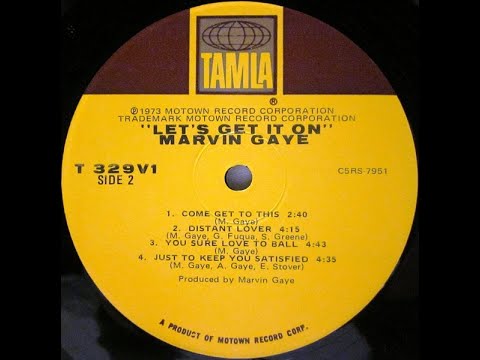 TAMLA
®
℗1973 MOTOWN RECORD CORPORATION
TRADEMARK MOTOWN RECORD CORPORATION
"LET'S GET IT ON"
MARVIN GAYE
T 329V1
SIDE 2
CSRS 7951
1. COME GET TO THIS 2:40
(M. Gaye)
2. DISTANT LOVER 4:15
(M. Gaye, G. Fuqua, S. Greene)
3. YOU SURE LOVE TO BALL 4:43
(M. Gaye)
4. JUST TO KEEP YOU SATISFIED 4:35
(M. Gaye, A. Gaye, E. Stover)
Produced by Marvin Gaye
A PRODUCT OF MOTOWN RECORD CORP.